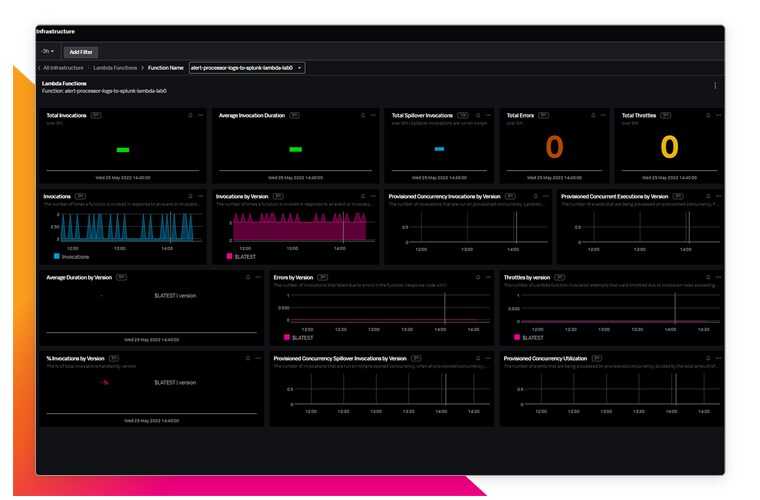 Infrastructure
-3h
Add Filter
All Infrastructure
Lambda Functions
Function Name
alert-processor-logs-to-splunk-lambda-lab0
Lambda Functions
Function: alert-processor-logs-to-splunk-lambda-lab0
Total Invocations
over 5m
Wed 25 May 2022 14:40:00
Average Invocation Duration
Wed 25 May 2022 14:40:00
Total Spillover Invocations
over 5m | Spillover invocations are run on nonpro
Wed 25 May 2022 14:40:00
Total Errors
over 5m
0
Wed 25 May 2022 14:40:00
Total Throttles
over 5m
0
Wed 25 May 2022 14:40:00
Invocations
The number of times a function is invoked in response to an event or invocatio...
12:00 13:00 14:00
Invocations
Invocations by Version
The number of times a function is invoked in response to an event or invocat...
12:00 13:00 14:00
$LATEST
Provisioned Concurrency Invocations by Version
The number of invocations that are run on provisioned concurrency. Lambda i
0.5
0
12:00 13:00 14:00
Provisioned Concurrent Executions by Version
The number of events that are being processed on provisioned concurrency. F
0.5
0
12:00 13:00 14:00
Average Duration by Version
-
$LATEST | version
Wed 25 May 2022 14:40:00
Errors by Version
The number of invocations that failed due to errors in the function (response code 4XX)
1
0.500
0
12:00 12:30 13:00 13:30 14:00 14:30
$LATEST
Throttles by version
The number of Lambda function invocation attempts that were throttled due to invocation rates exceeding
1
0.500
0
12:00 12:30 13:00 13:30 14:00 14:30
$LATEST
% Invocations by Version
The % of total invocations handled by version
-%
$LATEST | version
Wed 25 May 2022 14:40:00
Provisioned Concurrency Spillover Invocations by Version
The number of invocations that are run on nonprovisioned concurrency, when all provisioned concurrency
0.5
0
12:00 12:30 13:00 13:30 14:00 14:30
Provisioned Concurrency Utilization
The number of events that are being processed on provisioned concurrency, divided by the total amount of
0.5
0
12:00 12:30 13:00 13:30 14:00 14:30